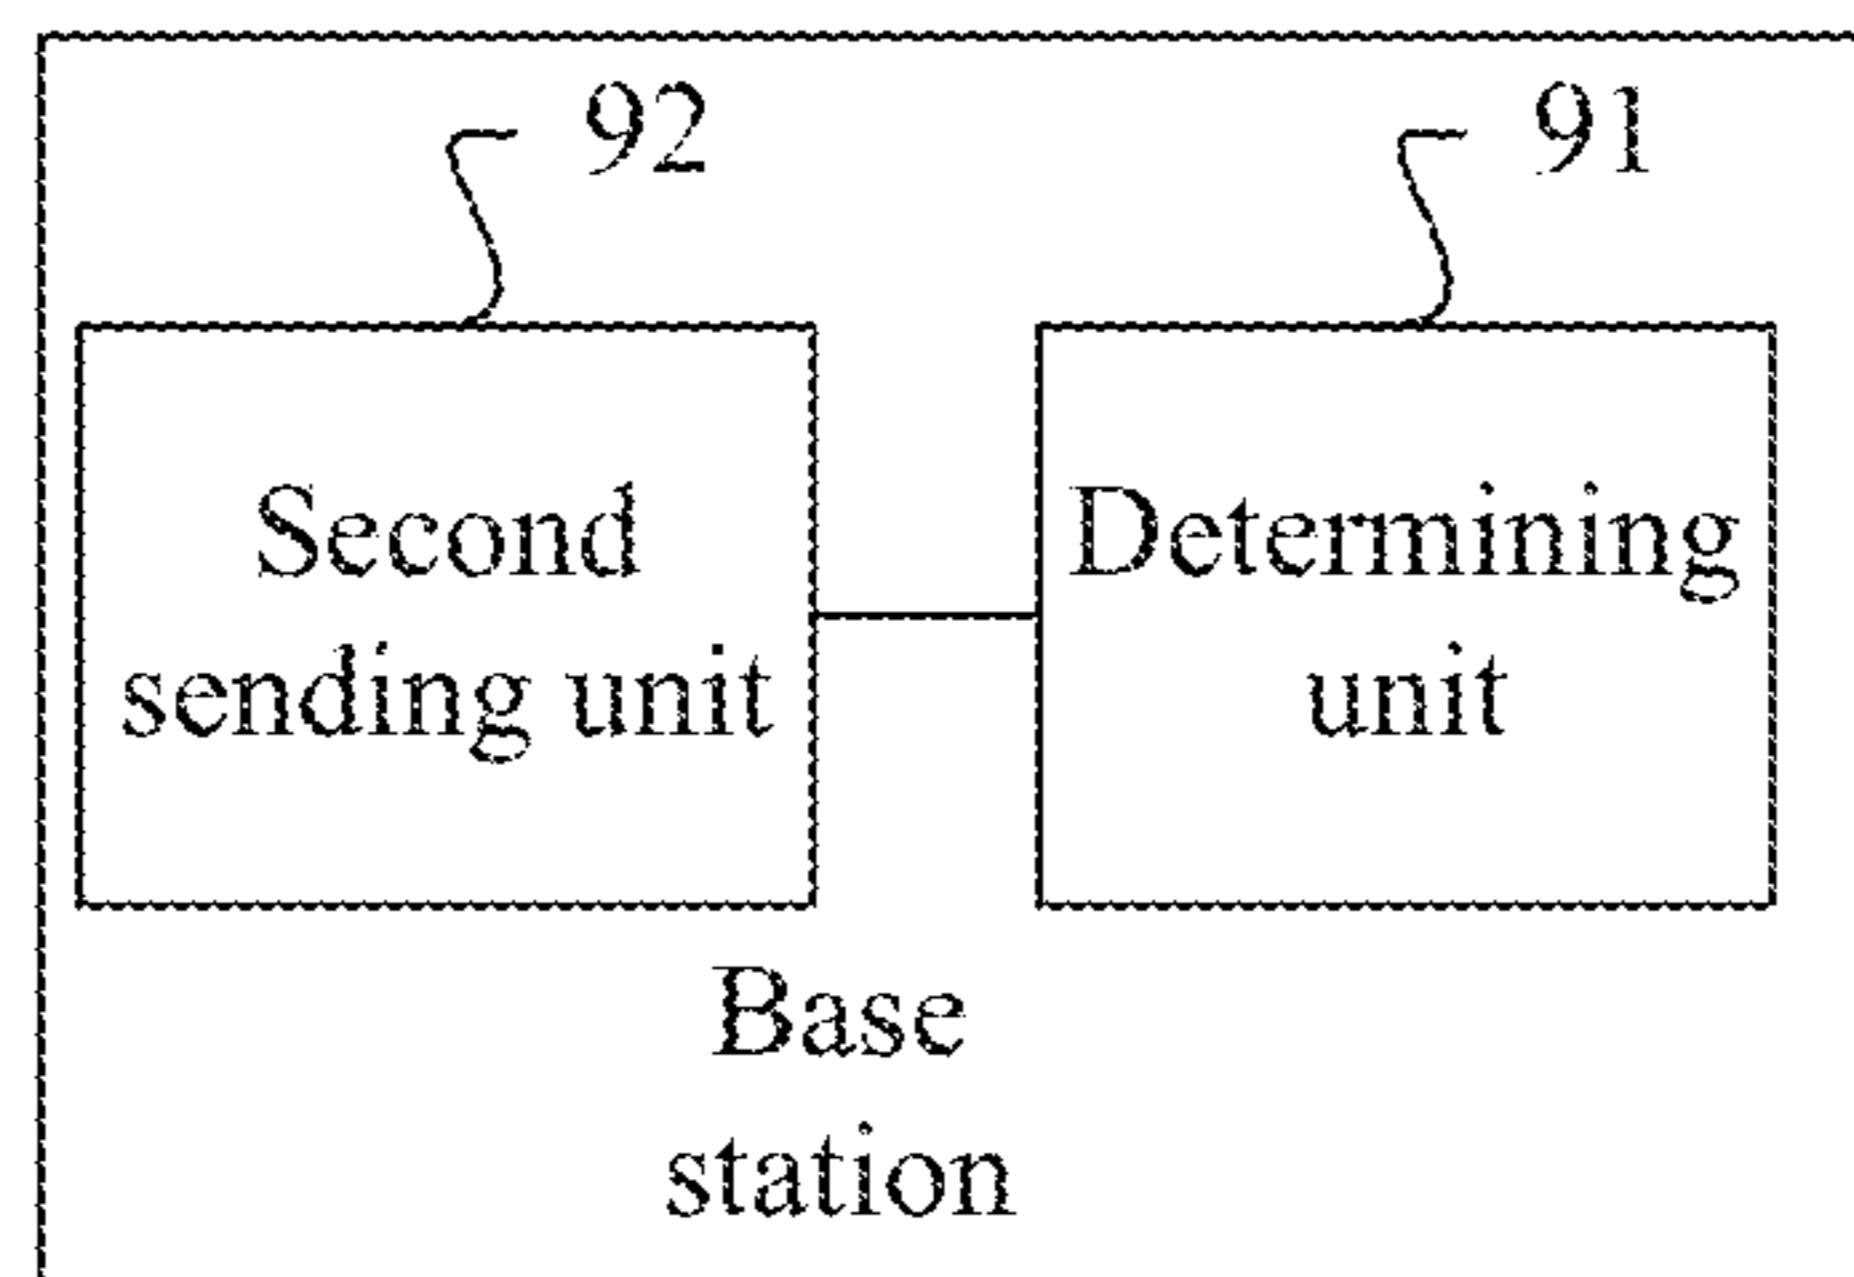 92
91
Second
sending unit
Determining
unit
Base
station